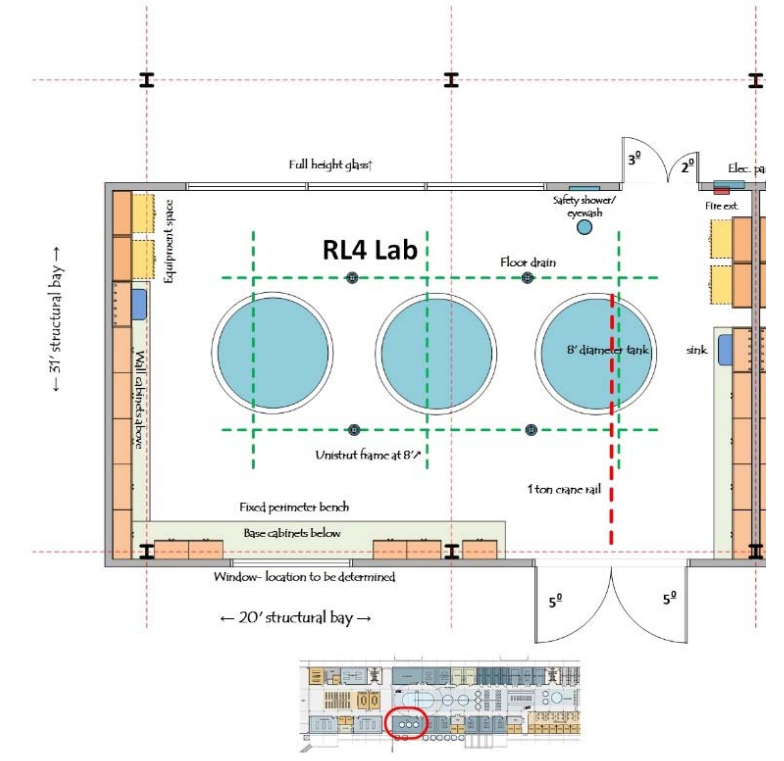 Full height glass↑
3⁰
2⁰
Elec. pa
Safety shower/
eyewash
Fire ext.
Equipment space
RL4 Lab
Floor drain
← 31' structural bay →
8' diameter tank
sink
Wall cabinets above
Unistrut frame at 8'↗
1 ton crane rail
Fixed perimeter bench
Base cabinets below
Window- location to be determined
5⁰
5⁰
← 20' structural bay →